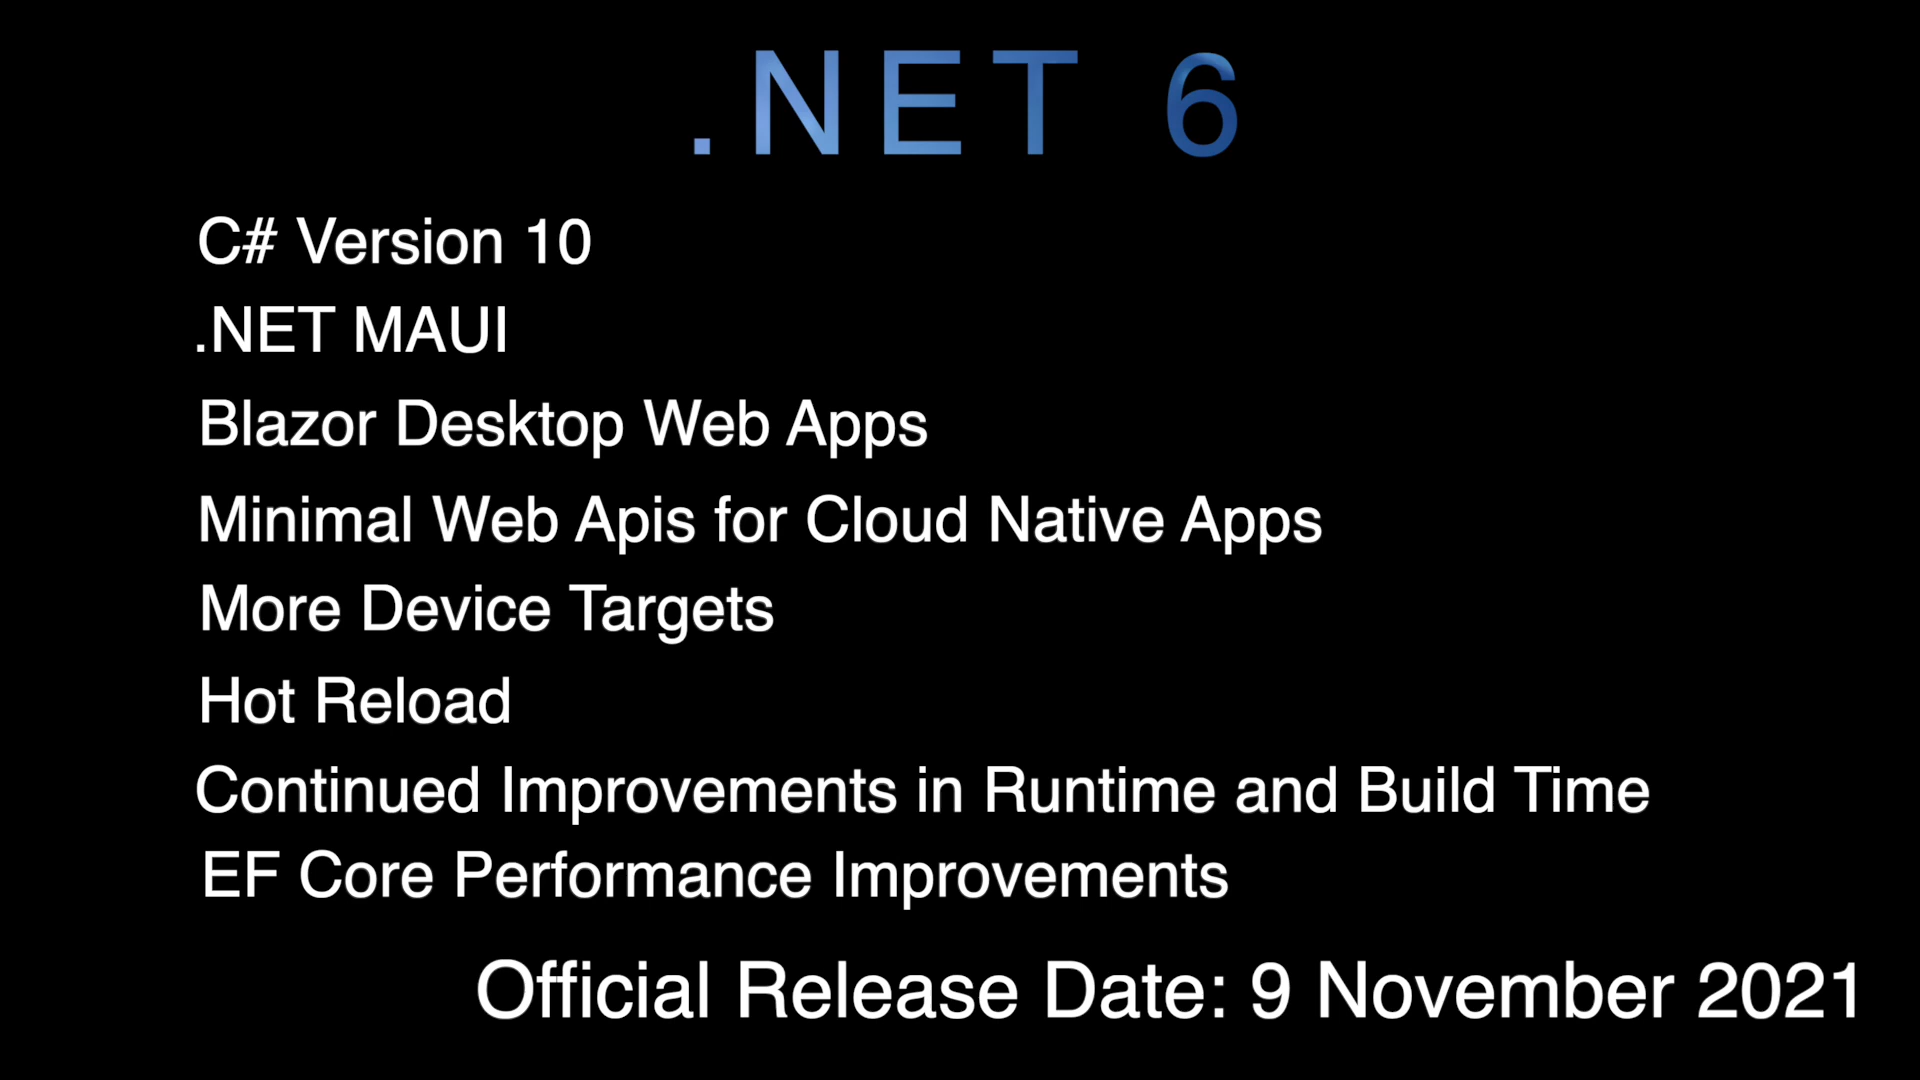 .NET 6
C# Version 10
.NET MAUI
Blazor Desktop Web Apps
Minimal Web Apis for Cloud Native Apps
More Device Targets
Hot Reload
Continued Improvements in Runtime and Build Time
EF Core Performance Improvements
Official Release Date: 9 November 2021